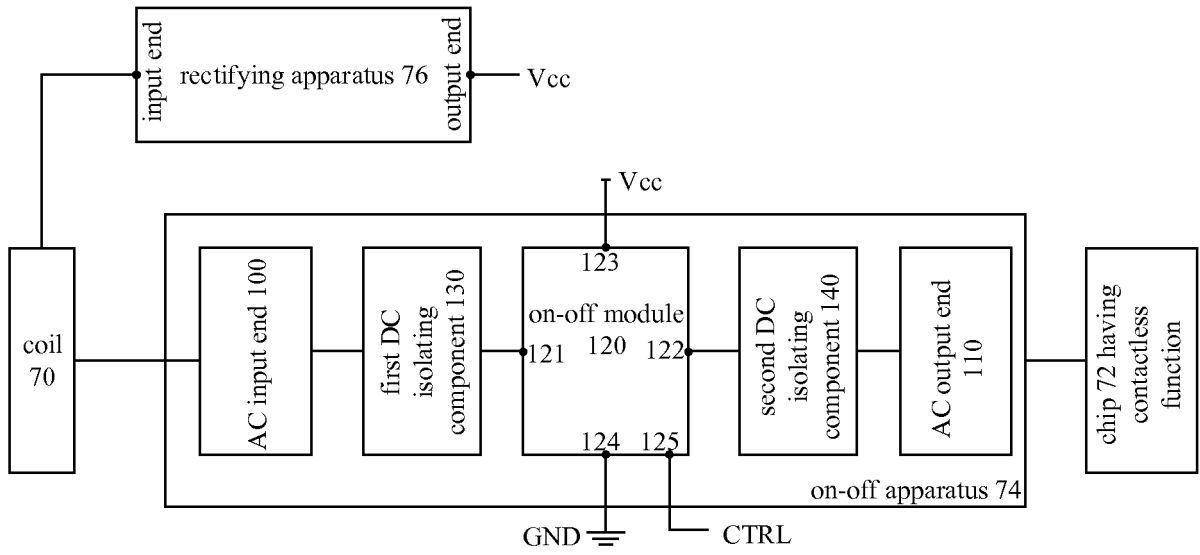 input end
rectifying apparatus 76
output end
Vcc
Vcc
coil
70
AC input end 100
first DC
isolating
component 130
123
on-off module
120
121
122
124
125
second DC
isolating
component 140
AC output end
110
chip 72 having
contactless
function
on-off apparatus 74
GND
CTRL